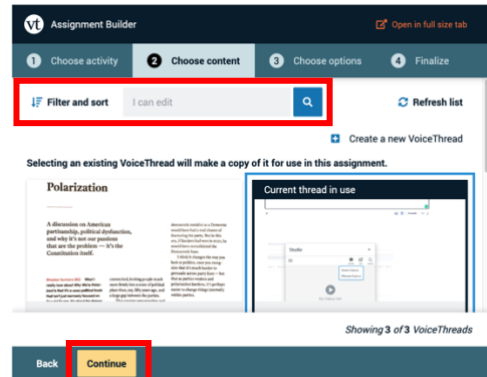 vt Assignment Builder
Open in full size tab
1 Choose activity
2 Choose content
3 Choose options
4 Finalize
Filter and sort
I can edit
Refresh list
Create a new VoiceThread
Selecting an existing VoiceThread will make a copy of it for use in this assignment.
Polarization
A discussion on American
partisanship, political dysfunction,
and why it's not our passions
that are the problem — it's the
Constitution itself.
Current thread in use
Showing 3 of 3 VoiceThreads
Back
Continue